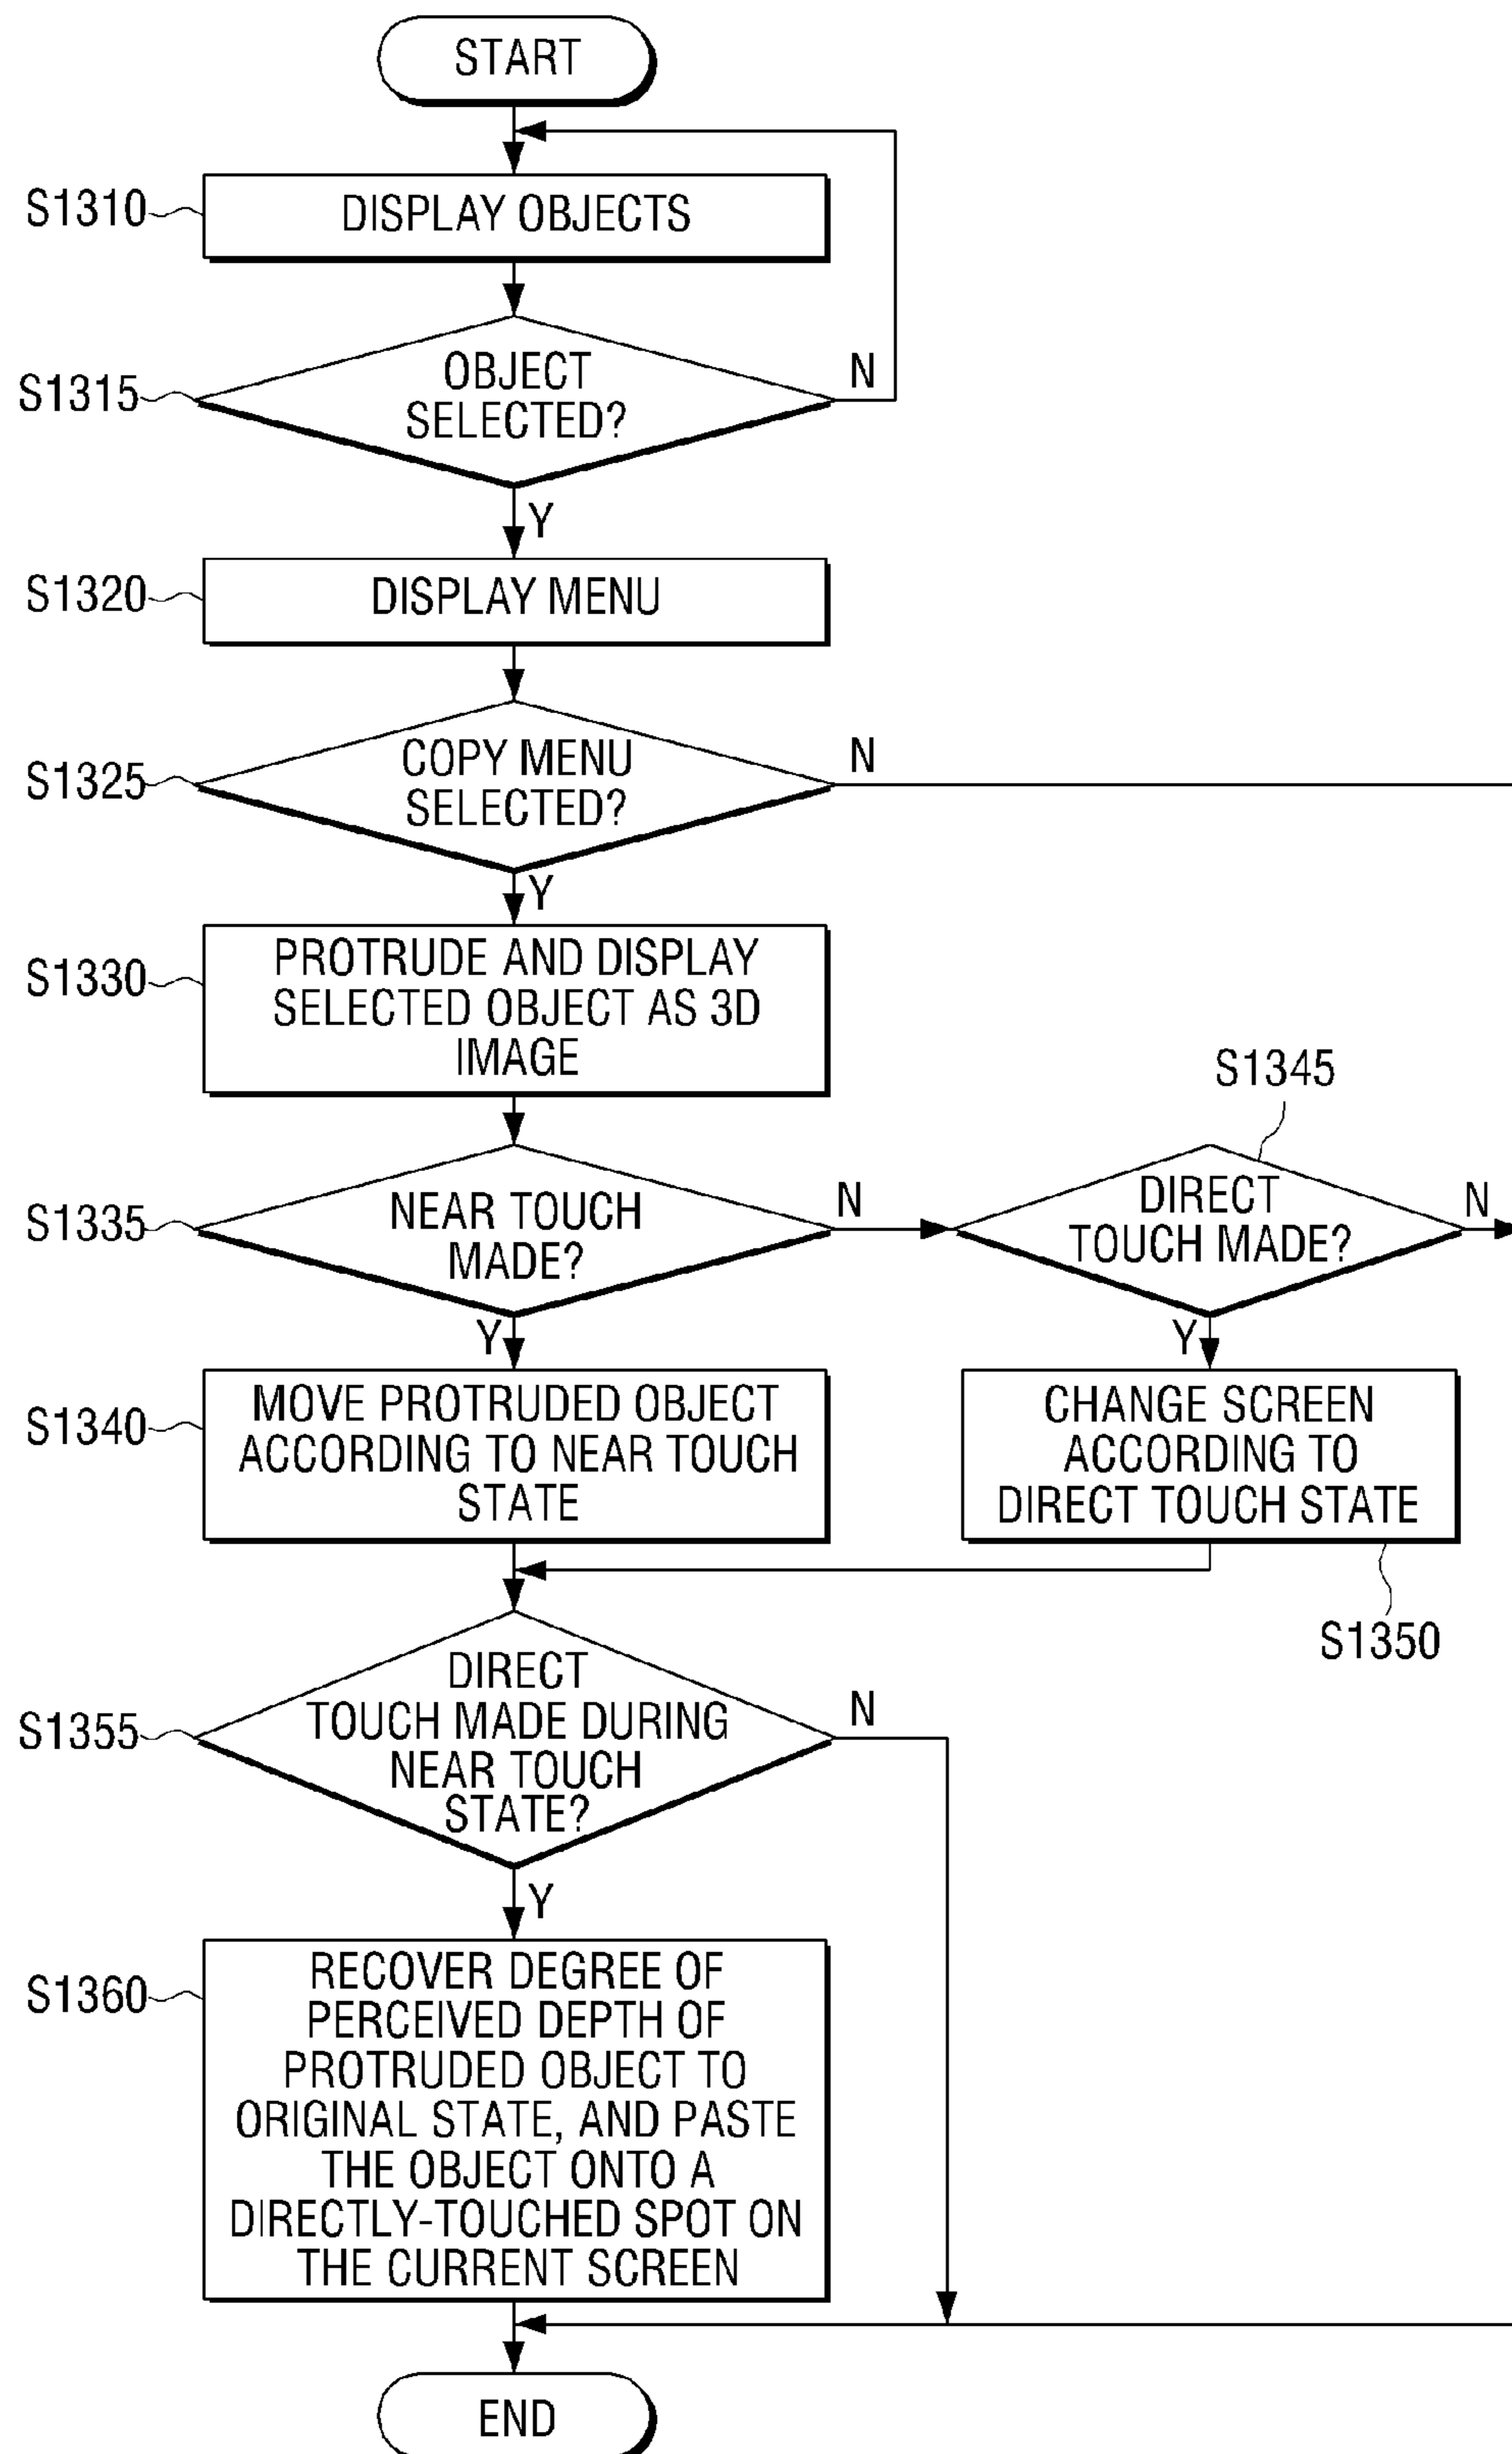 START
S1310
DISPLAY OBJECTS
S1315
OBJECT
SELECTED?
N
Y
S1320
DISPLAY MENU
S1325
COPY MENU
SELECTED?
N
Y
S1330
PROTRUDE AND DISPLAY
SELECTED OBJECT AS 3D
IMAGE
S1335
NEAR TOUCH
MADE?
N
S1345
DIRECT
TOUCH MADE?
N
Y
Y
S1340
MOVE PROTRUDED OBJECT
ACCORDING TO NEAR TOUCH
STATE
CHANGE SCREEN
ACCORDING TO
DIRECT TOUCH STATE
S1350
S1355
DIRECT
TOUCH MADE DURING
NEAR TOUCH
STATE?
N
Y
S1360
RECOVER DEGREE OF
PERCEIVED DEPTH OF
PROTRUDED OBJECT TO
ORIGINAL STATE, AND PASTE
THE OBJECT ONTO A
DIRECTLY-TOUCHED SPOT ON
THE CURRENT SCREEN
END